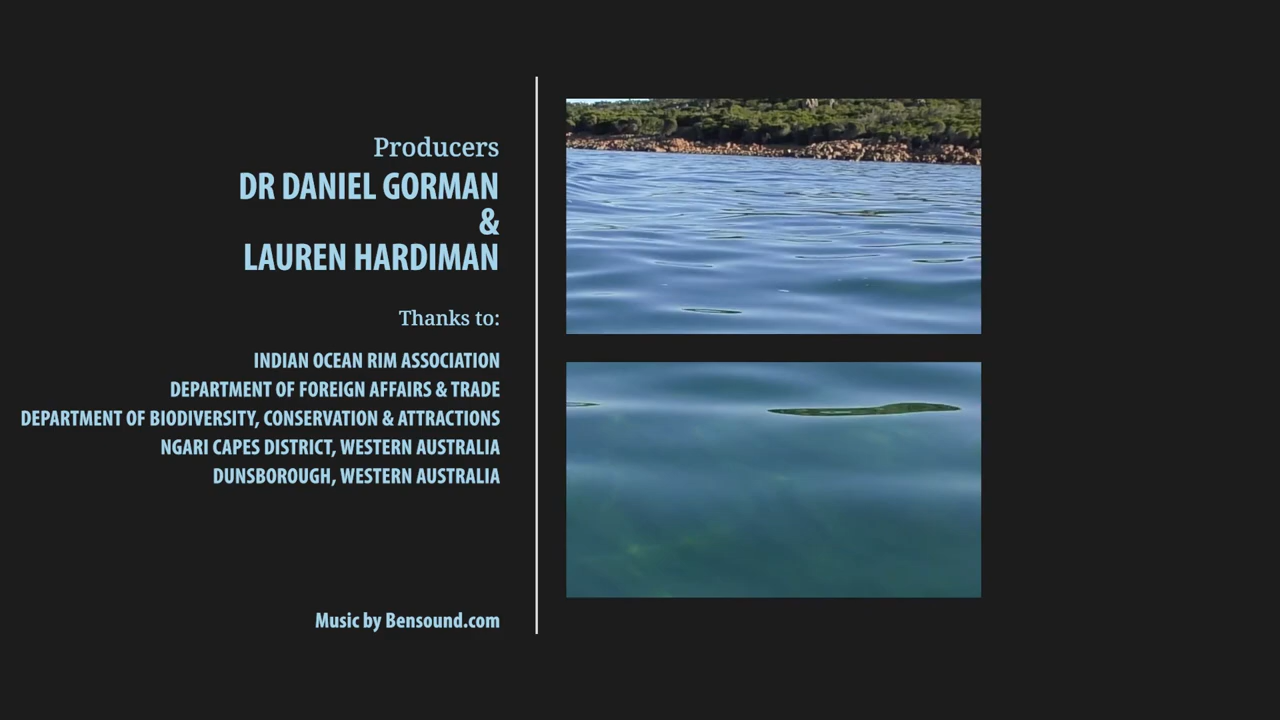 Producers
DR DANIEL GORMAN
&
LAUREN HARDIMAN
Thanks to:
INDIAN OCEAN RIM ASSOCIATION
DEPARTMENT OF FOREIGN AFFAIRS & TRADE
DEPARTMENT OF BIODIVERSITY, CONSERVATION & ATTRACTIONS
NGARI CAPES DISTRICT, WESTERN AUSTRALIA
DUNSBOROUGH, WESTERN AUSTRALIA
Music by Bensound.com